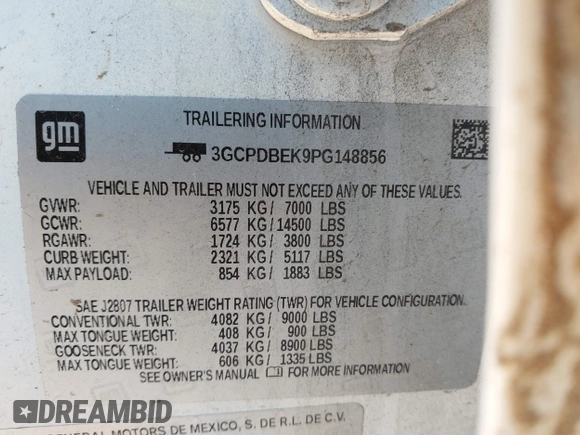 gm
TRAILERING INFORMATION
3GCPDBEK9PG148856
VEHICLE AND TRAILER MUST NOT EXCEED ANY OF THESE VALUES.
GVWR: 3175 KG / 7000 LBS
GCWR: 6577 KG / 14500 LBS
RGAWR: 1724 KG / 3800 LBS
CURB WEIGHT: 2321 KG / 5117 LBS
MAX PAYLOAD: 854 KG / 1883 LBS
SAE J2807 TRAILER WEIGHT RATING (TWR) FOR VEHICLE CONFIGURATION.
CONVENTIONAL TWR: 4082 KG / 9000 LBS
MAX TONGUE WEIGHT: 408 KG / 900 LBS
GOOSENECK TWR: 4037 KG / 8900 LBS
MAX TONGUE WEIGHT: 606 KG / 1335 LBS
SEE OWNER'S MANUAL FOR MORE INFORMATION
DREAMBID
GENERAL MOTORS DE MEXICO, S. DE R.L. DE C.V.